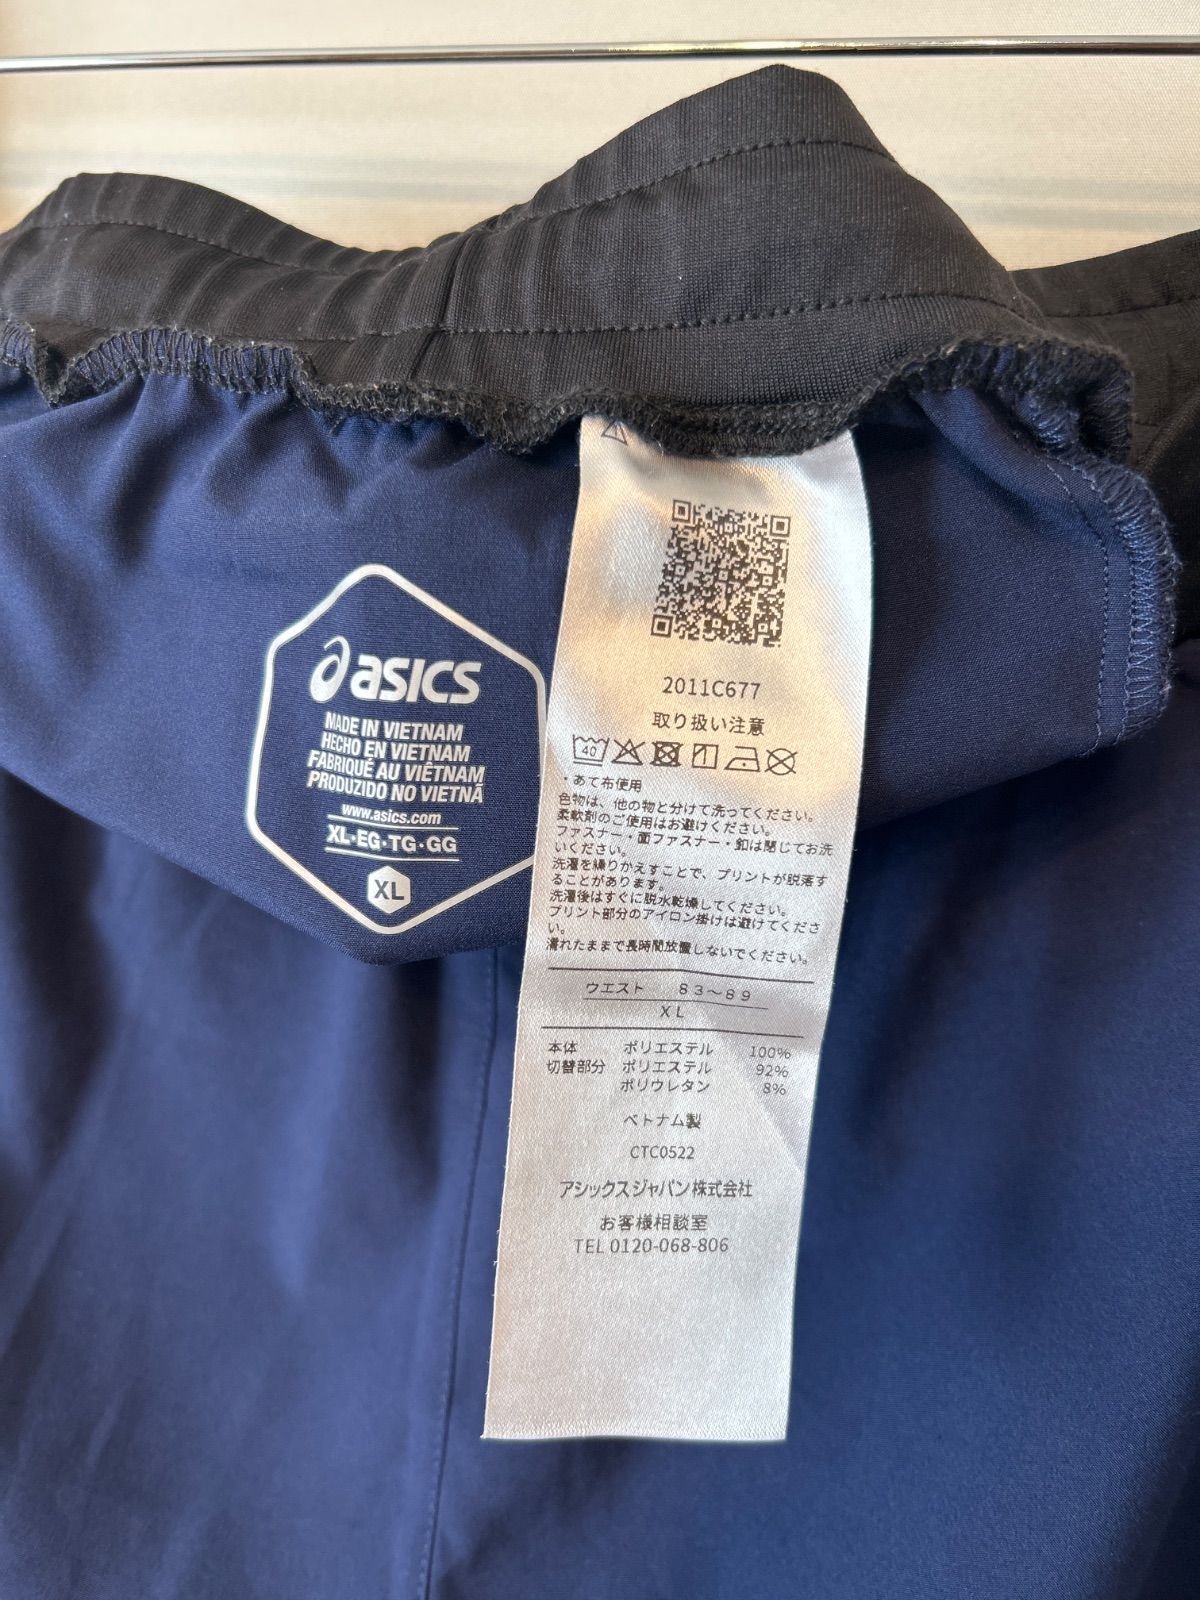 asics
MADE IN VIETNAM
HECHO EN VIETNAM
FABRIQUÉ AU VIÊTNAM
PRODUZIDO NO VIETNÃ
www.asics.com
XL·EG·TG·GG
XL
2011C677
取り扱い注意
40
・あて布使用
色物は、他の物と分けて洗ってください。
柔軟剤のご使用はお避けください。
ファスナー・面ファスナー・釦は閉じてお洗
いください。
洗濯を繰りかえすことで、プリントが脱落す
ることがあります。
洗濯後はすぐに脱水乾燥してください。
プリント部分のアイロン掛けは避けてくださ
い。
濡れたままで長時間放置しないでください。
ウエスト 83～89
XL
本体 ポリエステル 100%
切替部分 ポリエステル 92%
ポリウレタン 8%
ベトナム製
CTC0522
アシックスジャパン株式会社
お客様相談室
TEL 0120-068-806